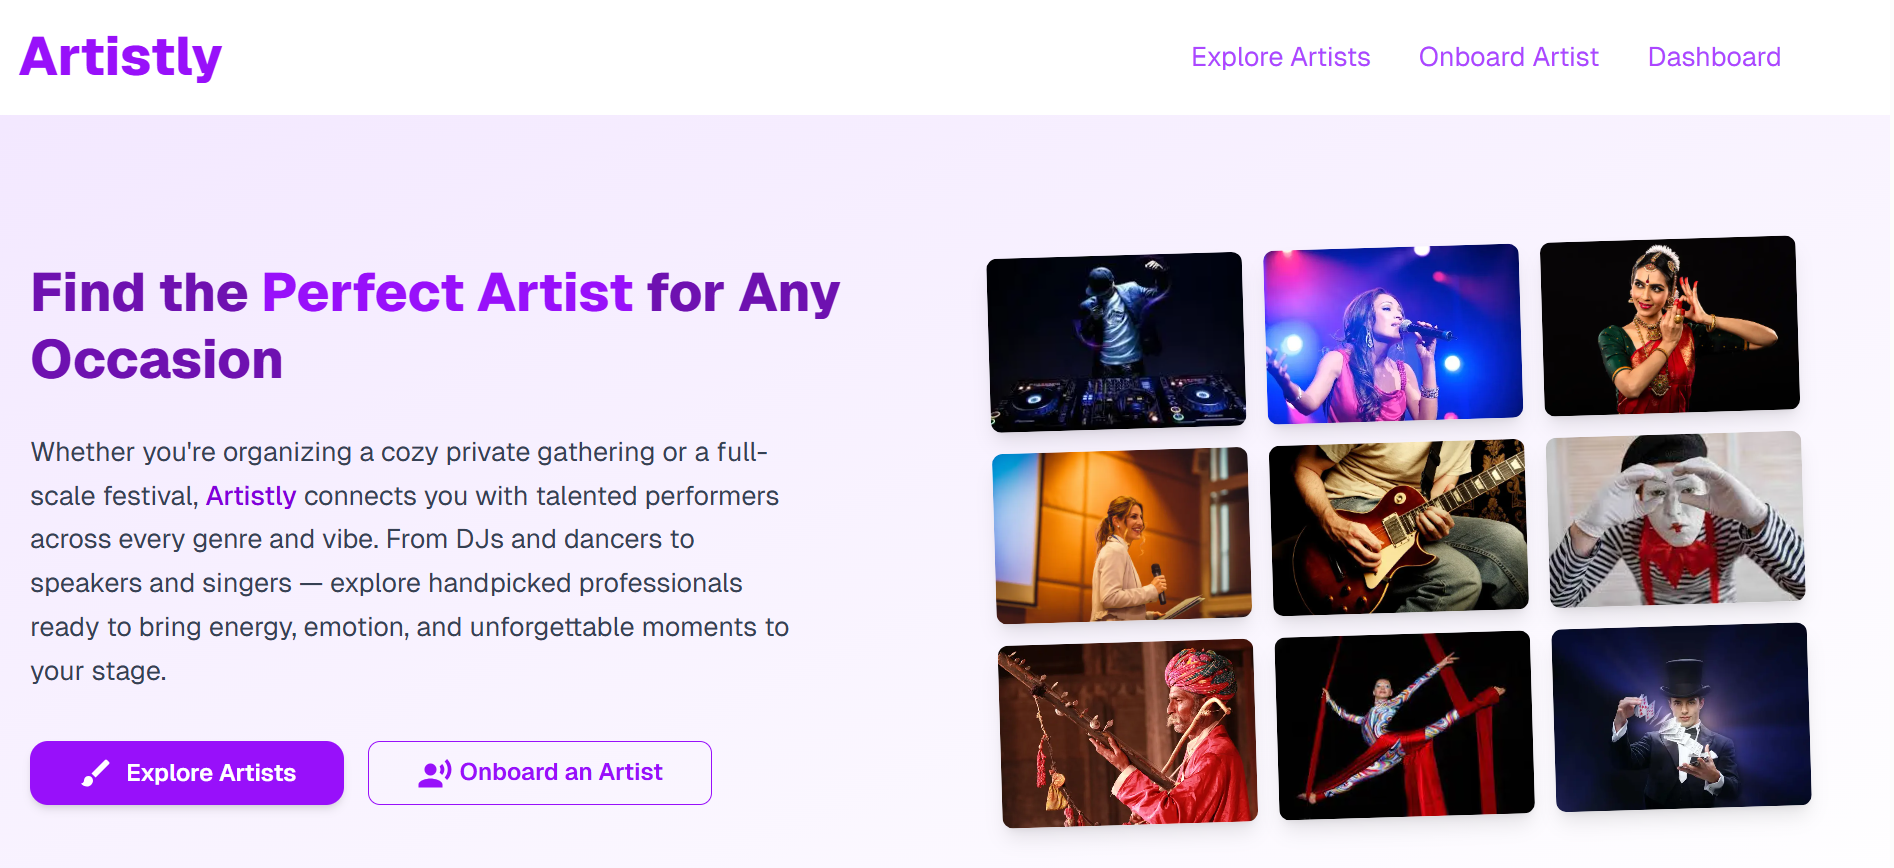 Artistly
Explore Artists
Onboard Artist
Dashboard
Find the Perfect Artist for Any
Occasion
Whether you're organizing a cozy private gathering or a full-
scale festival, Artistly connects you with talented performers
across every genre and vibe. From DJs and dancers to
speakers and singers — explore handpicked professionals
ready to bring energy, emotion, and unforgettable moments to
your stage.
Explore Artists
Onboard an Artist